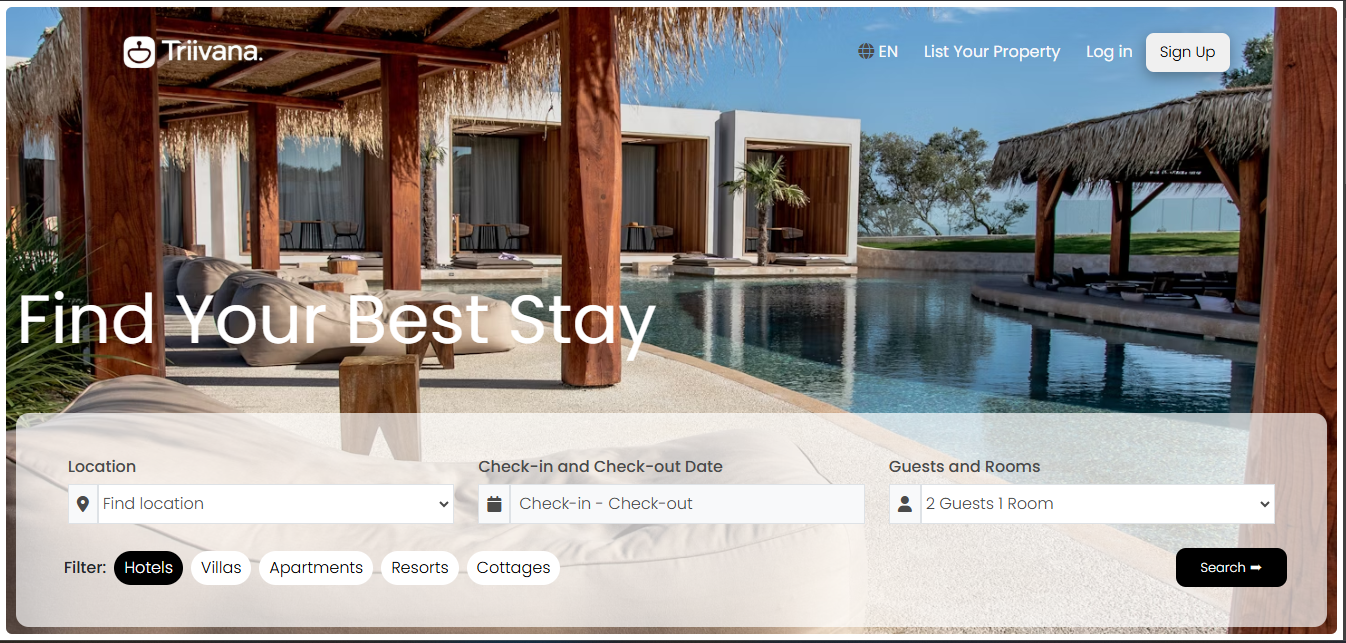 Triivana.
EN
List Your Property
Log in
Sign Up
Find Your Best Stay
Location
Check-in and Check-out Date
Guests and Rooms
Find location
Check-in - Check-out
2 Guests 1 Room
Filter: Hotels Villas Apartments Resorts Cottages
Search ➡